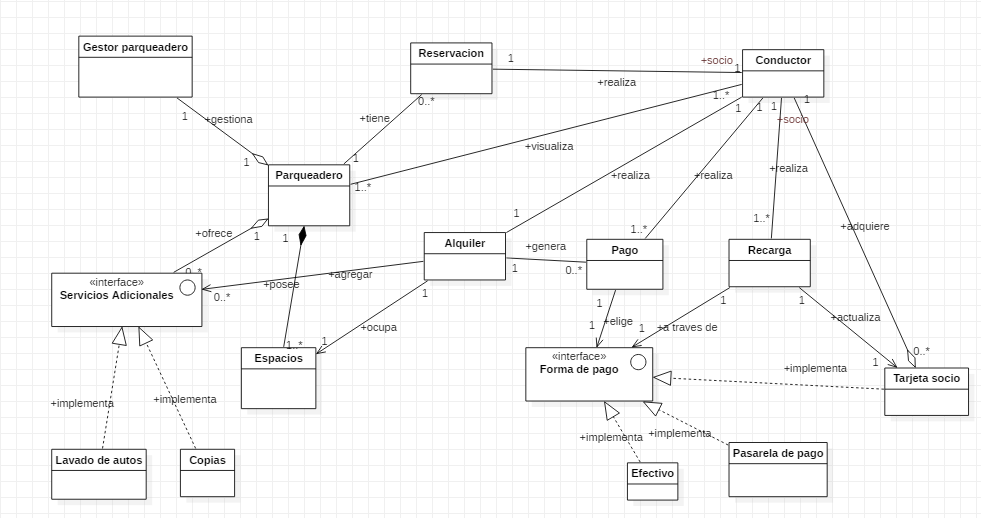 Gestor parqueadero
Reservacion
Conductor
1
+socio
1
+realiza
0..*
1..*
1
1
1
1
1
+gestiona
+tiene
+socio
+visualiza
1
1
Parqueadero
1..*
+realiza
+realiza
+realiza
1
1..*
1..*
+adquiere
+ofrece
1
1
Alquiler
+genera
Pago
Recarga
0..*
«interface»
Servicios Adicionales
+agregar
1
0..*
+posee
0..*
1
1
1
1
+ocupa
1
+elige
1
+a traves de
+actualiza
1..*
1
Espacios
«interface»
Forma de pago
1
0..*
+implementa
Tarjeta socio
+implementa
+implementa
+implementa
+implementa
Lavado de autos
Copias
Efectivo
Pasarela de pago